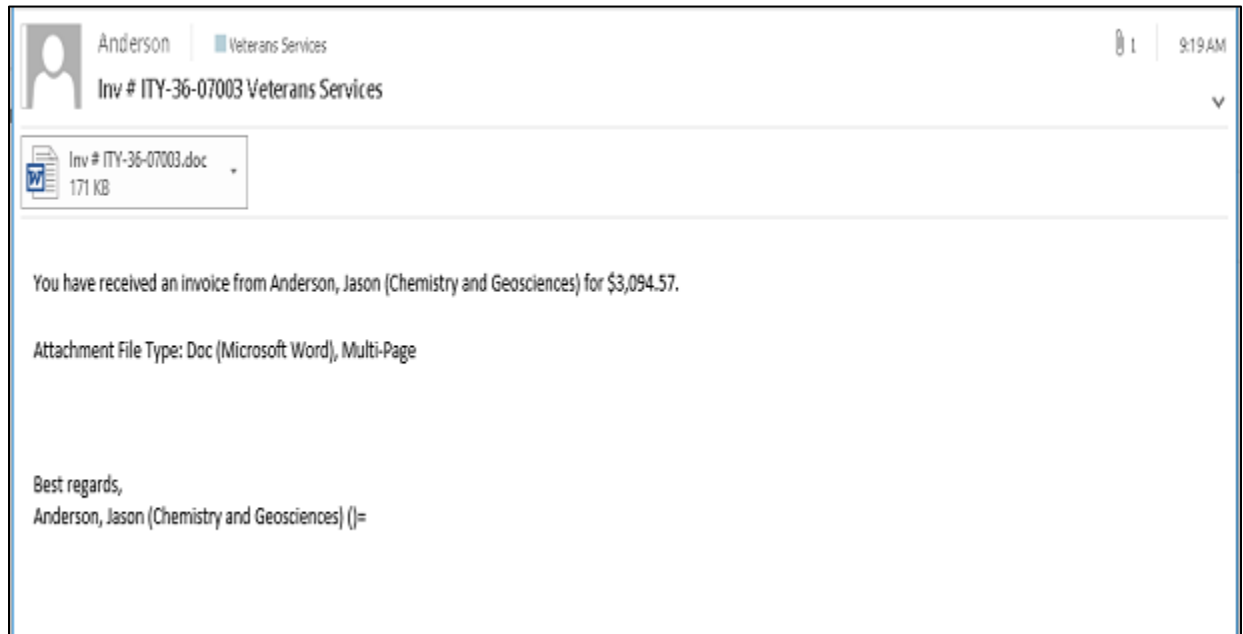 Anderson Veterans Services 1 9:19 AM
Inv # ITY-36-07003 Veterans Services
Inv # ITY-36-07003.doc
171 KB
You have received an invoice from Anderson, Jason (Chemistry and Geosciences) for $3,094.57.
Attachment File Type: Doc (Microsoft Word), Multi-Page
Best regards,
Anderson, Jason (Chemistry and Geosciences) ()=